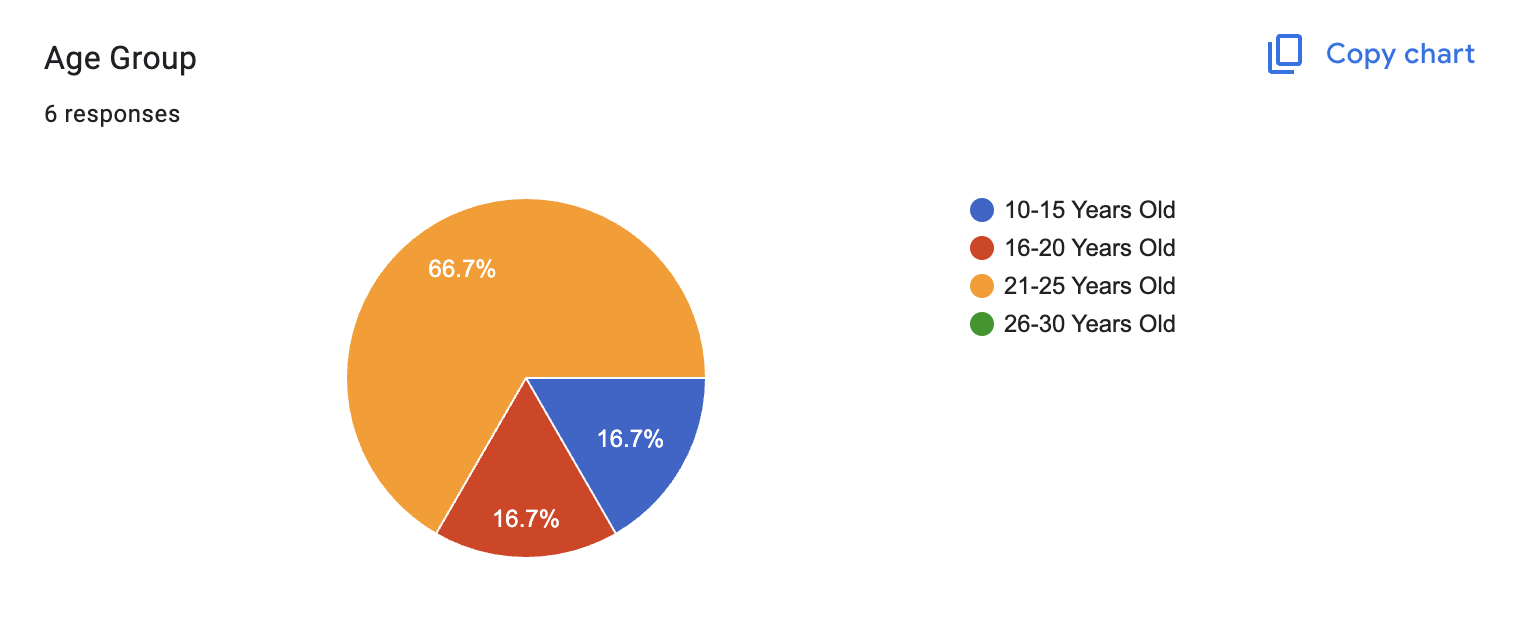 Age Group
Copy chart
6 responses
10-15 Years Old
16-20 Years Old
21-25 Years Old
26-30 Years Old
66.7%
16.7%
16.7%